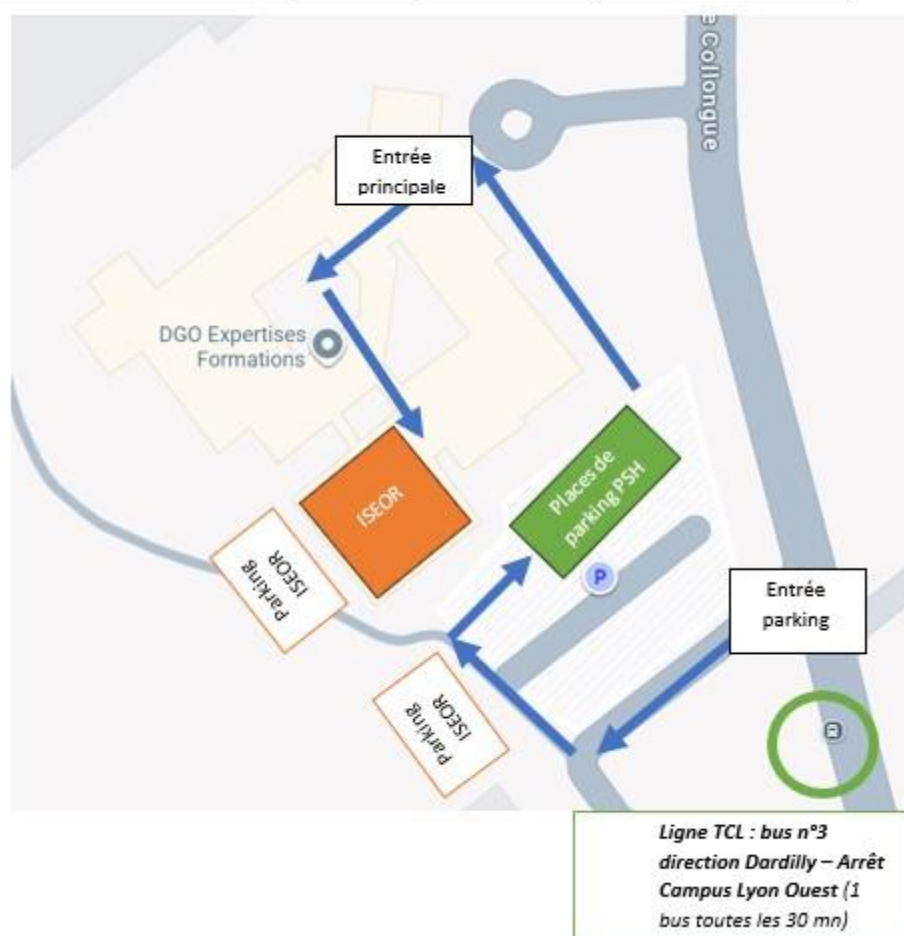 e Collongue
Entrée
principale
DGO Expertises
Formations
ISEOR
Places de
parking PSH
P
Parking
ISEOR
Entrée
parking
Parking
ISEOR
Ligne TCL : bus n°3
direction Dardilly – Arrêt
Campus Lyon Ouest (1
bus toutes les 30 mn)